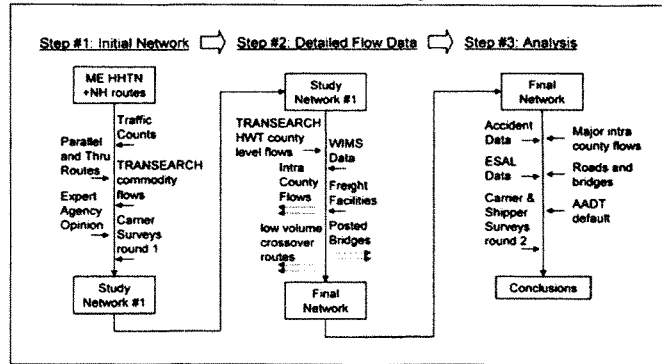 Step #1: Initial Network
Step #2: Detailed Flow Data
Step #3: Analysis
ME HHTN
+NH routes
Traffic
Counts
Parallel
and Thru
Routes
TRANSEARCH
commodity
flows
Expert
Agency
Opinion
Carrier
Surveys
round 1
Study
Network #1
Study
Network #1
TRANSEARCH
HWT county
level flows
WIMS
Data
Intra
County
Flows
Freight
Facilities
low volume
crossover
routes
Posted
Bridges
Final
Network
Final
Network
Accident
Data
Major intra
county flows
ESAL
Data
Roads and
bridges
Carrier &
Shipper
Surveys
round 2
AADT
default
Conclusions